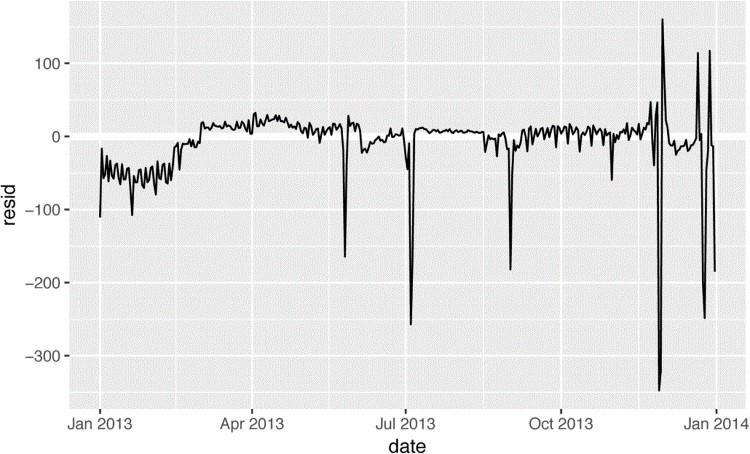 100
0
−100
−200
−300
resid
Jan 2013
Apr 2013
Jul 2013
Oct 2013
Jan 2014
date